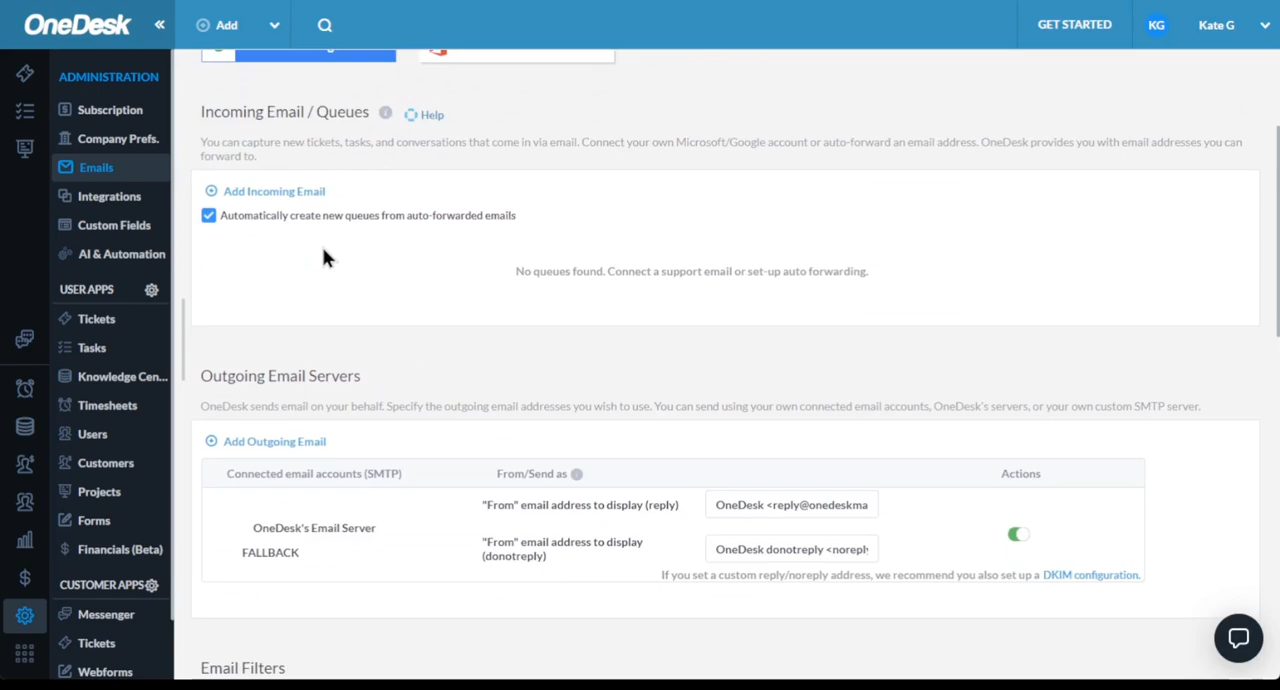 OneDesk
«
Add
GET STARTED
KG
Kate G
ADMINISTRATION
Subscription
Company Prefs.
Emails
Integrations
Custom Fields
AI & Automation
USER APPS
Tickets
Tasks
Knowledge Cen...
Timesheets
Users
Customers
Projects
Forms
Financials (Beta)
CUSTOMER APPS
Messenger
Tickets
Webforms
Incoming Email / Queues
Help
You can capture new tickets, tasks, and conversations that come in via email. Connect your own Microsoft/Google account or auto-forward an email address. OneDesk provides you with email addresses you can
forward to.
Add Incoming Email
Automatically create new queues from auto-forwarded emails
No queues found. Connect a support email or set-up auto forwarding.
Outgoing Email Servers
OneDesk sends email on your behalf. Specify the outgoing email addresses you wish to use. You can send using your own connected email accounts, OneDesk's servers, or your own custom SMTP server.
Add Outgoing Email
Connected email accounts (SMTP)
From/Send as
Actions
OneDesk's Email Server
FALLBACK
"From" email address to display (reply)
OneDesk <reply@onedeskma
"From" email address to display
(donotreply)
OneDesk donotreply <noreply
If you set a custom reply/noreply address, we recommend you also set up a DKIM configuration.
Email Filters